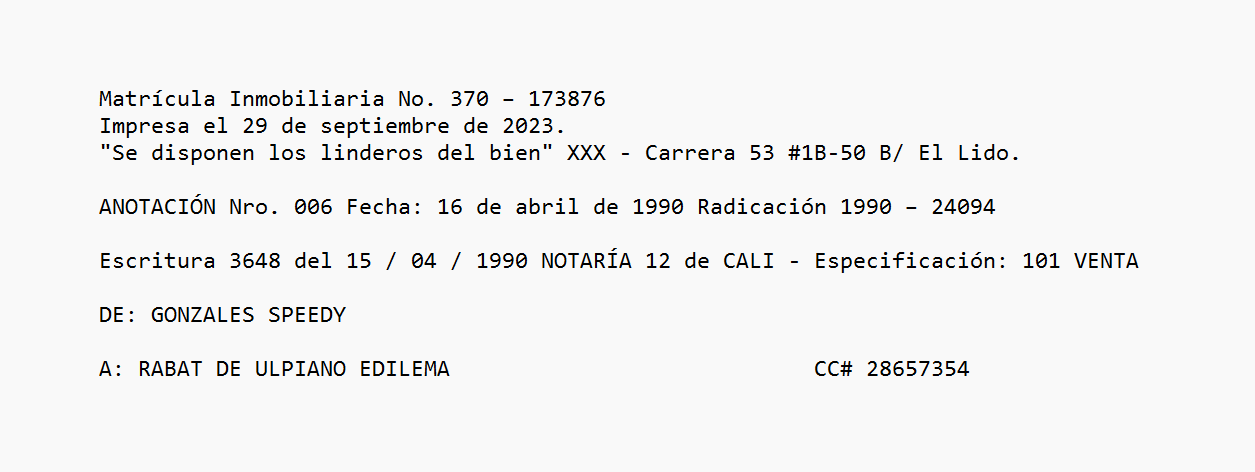 Matrícula Inmobiliaria No. 370 – 173876
Impresa el 29 de septiembre de 2023.
"Se disponen los linderos del bien" XXX - Carrera 53 #1B-50 B/ El Lido.
ANOTACIÓN Nro. 006 Fecha: 16 de abril de 1990 Radicación 1990 – 24094
Escritura 3648 del 15 / 04 / 1990 NOTARÍA 12 de CALI - Especificación: 101 VENTA
DE: GONZALES SPEEDY
A: RABAT DE ULPIANO EDILEMA CC# 28657354